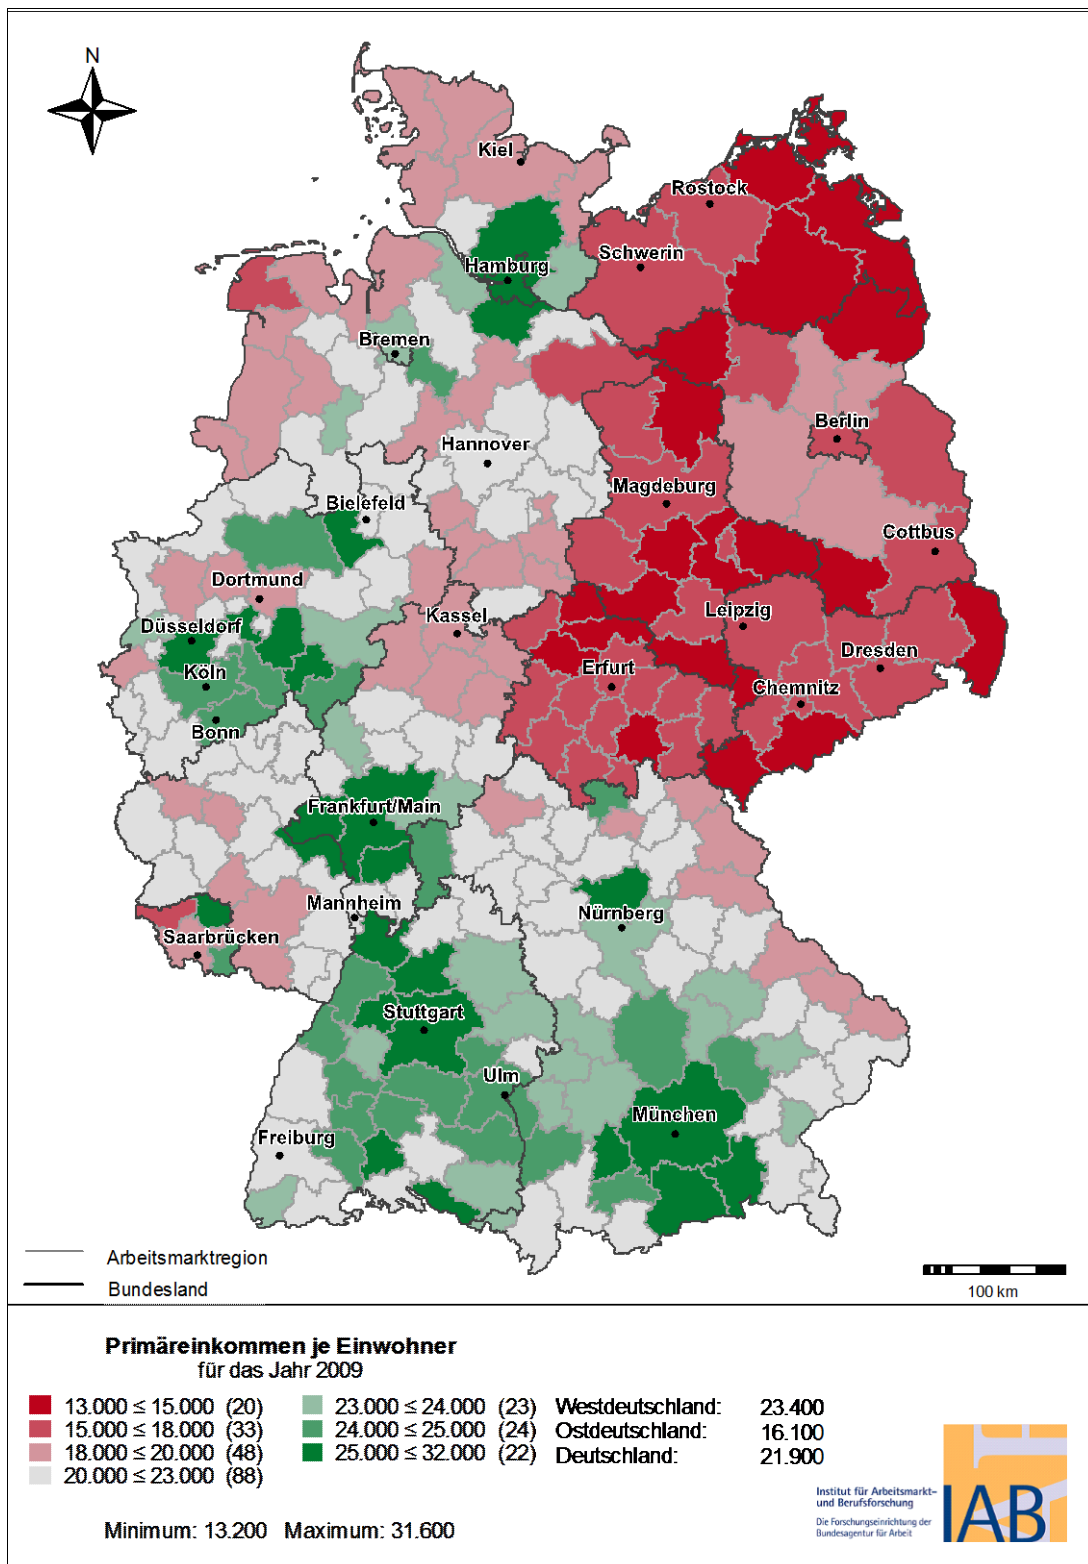 N
Kiel
Rostock
Schwerin
Hamburg
Bremen
Berlin
Hannover
Magdeburg
Bielefeld
Cottbus
Dortmund
Leipzig
Kassel
Düsseldorf
Dresden
Erfurt
Köln
Chemnitz
Bonn
Frankfurt/Main
Mannheim
Nürnberg
Saarbrücken
Stuttgart
Ulm
München
Freiburg
Arbeitsmarktregion
Bundesland
100 km
Primäreinkommen je Einwohner
für das Jahr 2009
13.000 ≤ 15.000 (20) 23.000 ≤ 24.000 (23) Westdeutschland: 23.400
15.000 ≤ 18.000 (33) 24.000 ≤ 25.000 (24) Ostdeutschland: 16.100
18.000 ≤ 20.000 (48) 25.000 ≤ 32.000 (22) Deutschland: 21.900
20.000 ≤ 23.000 (88)
Minimum: 13.200 Maximum: 31.600
Institut für Arbeitsmarkt-
und Berufsforschung
Die Forschungseinrichtung der
Bundesagentur für Arbeit
IAB